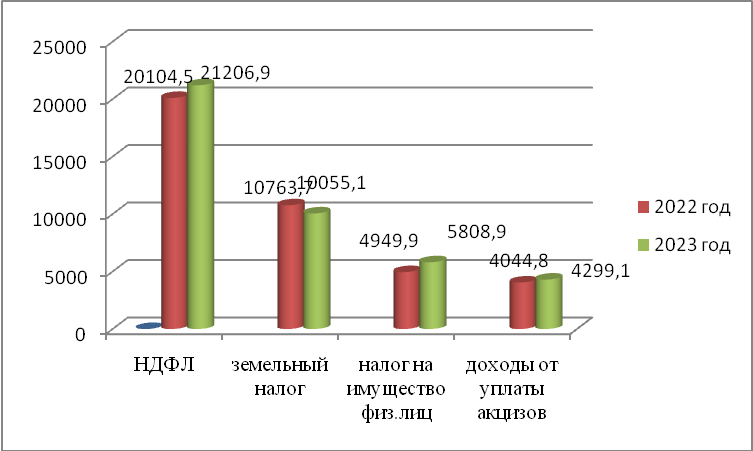 25000
20000
15000
10000
5000
0
20104,5
21206,9
10763,7
10055,1
4949,9
5808,9
4044,8
4299,1
НДФЛ
земельный
налог
налог на
имущество
физ.лиц
доходы от
уплаты
акцизов
2022 год
2023 год